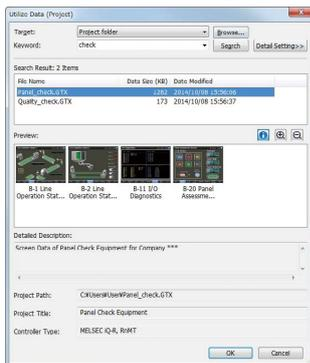 Utilize Data (Project)
Target: Project folder Browse...
Keyword: check Search Detail Setting>>
Search Result: 2 Items
File Name Data Size (KB) Date Modified
Panel_check.GTX 1282 2014/10/08 15:56:06
Quality_check.GTX 173 2014/10/08 15:56:37
Preview:
B-1 Line Operation Stat...
B-2 Line Operation Stat...
B-11 I/O Diagnostics
B-20 Panel Assessme...
Detailed Description:
Screen Data of Panel Check Equipment for Company ***
Project Path: C:¥Users¥User¥Panel_check.GTX
Project Title: Panel Check Equipment
Controller Type: MELSEC iQ-R, RnMT
OK Cancel